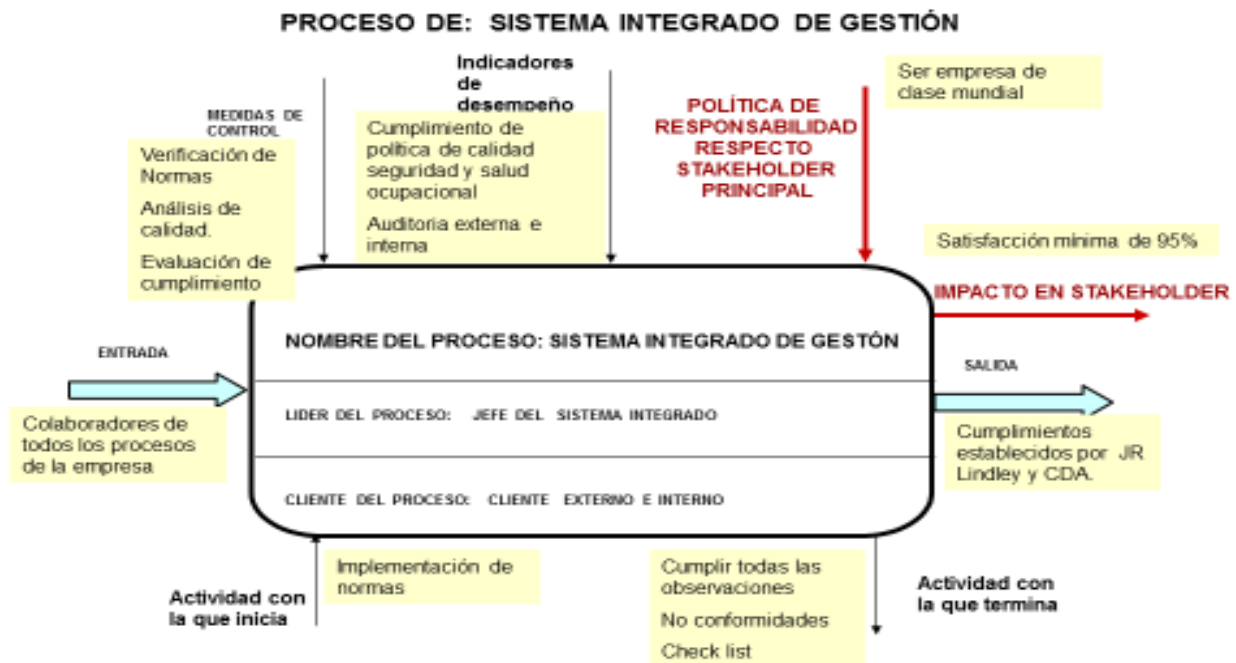 PROCESO DE: SISTEMA INTEGRADO DE GESTIÓN
Indicadores
de
desempeño
MEDIDAS DE
CONTROL
Verificación de
Normas
Análisis de
calidad.
Evaluación de
cumplimiento
Cumplimiento de
política de calidad
seguridad y salud
ocupacional
Auditoria externa e
interna
POLÍTICA DE
RESPONSABILIDAD
RESPECTO
STAKEHOLDER
PRINCIPAL
Ser empresa de
clase mundial
Satisfacción mínima de 95%
IMPACTO EN STAKEHOLDER
ENTRADA
Colaboradores de
todos los procesos
de la empresa
NOMBRE DEL PROCESO: SISTEMA INTEGRADO DE GESTÓN
LIDER DEL PROCESO: JEFE DEL SISTEMA INTEGRADO
CLIENTE DEL PROCESO: CLIENTE EXTERNO E INTERNO
SALIDA
Cumplimientos
establecidos por JR
Lindley y CDA.
Actividad con
la que inicia
Implementación de
normas
Cumplir todas las
observaciones
No conformidades
Check list
Actividad con
la que termina